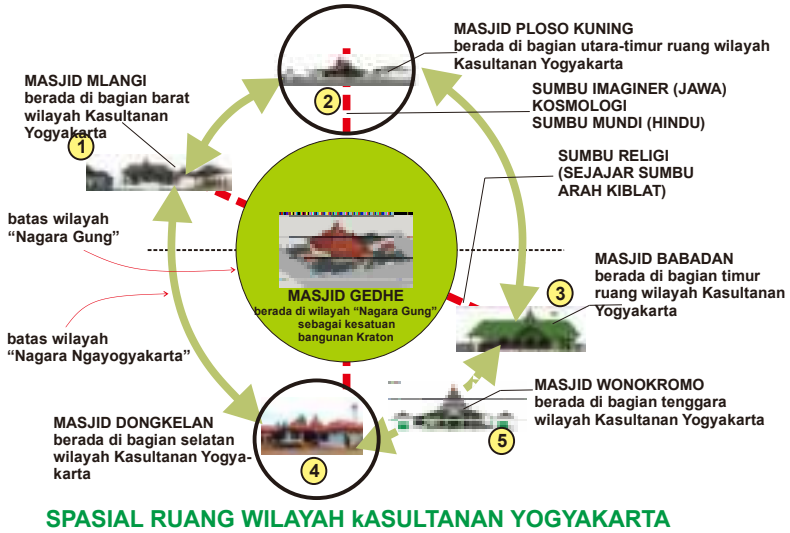 MASJID PLOSO KUNING
berada di bagian utara-timur ruang wilayah
Kasultanan Yogyakarta
MASJID MLANGI
berada di bagian barat
wilayah Kasultanan
Yogyakarta
1
2
SUMBU IMAGINER (JAWA)
KOSMOLOGI
SUMBU MUNDI (HINDU)
SUMBU RELIGI
(SEJAJAR SUMBU
ARAH KIBLAT)
batas wilayah
“Nagara Gung”
MASJID GEDHE
berada di wilayah “Nagara Gung”
sebagai kesatuan
bangunan Kraton
3
MASJID BABADAN
berada di bagian timur
ruang wilayah Kasultanan
Yogyakarta
batas wilayah
“Nagara Ngayogyakarta”
MASJID DONGKELAN
berada di bagian selatan
wilayah Kasultanan Yogya-
karta
4
MASJID WONOKROMO
berada di bagian tenggara
wilayah Kasultanan Yogyakarta
5
SPASIAL RUANG WILAYAH kASULTANAN YOGYAKARTA